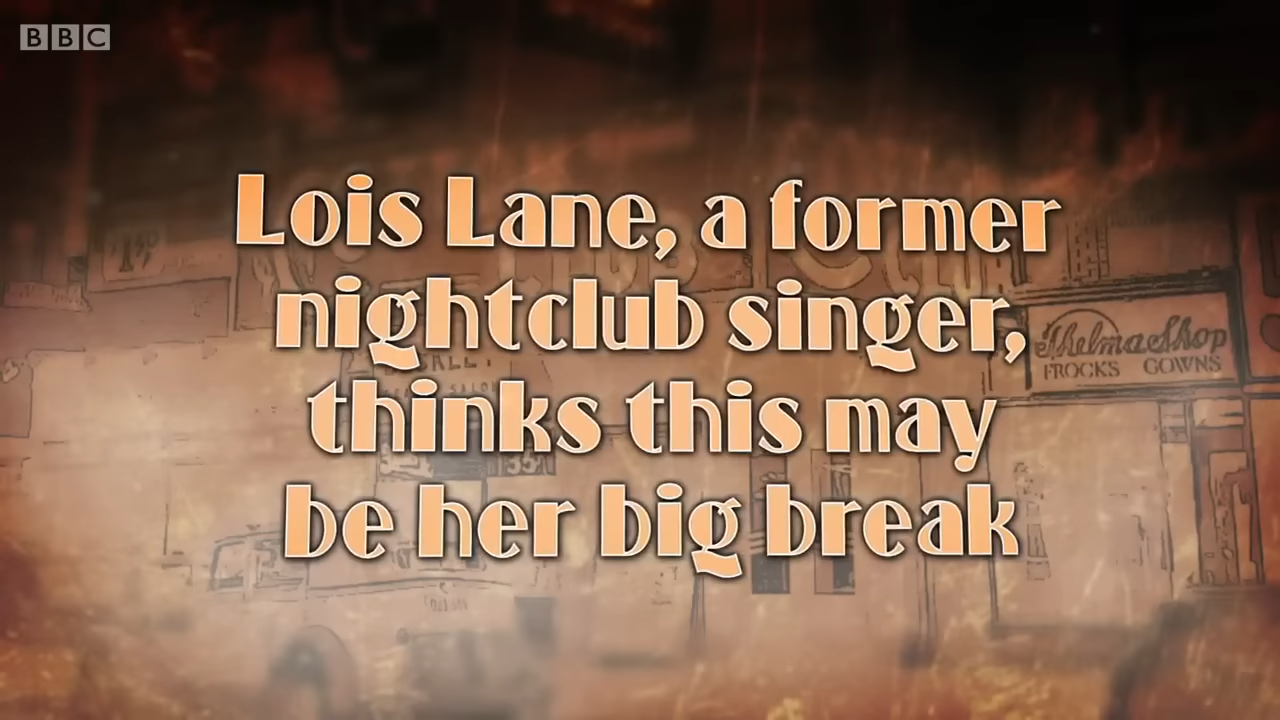 BBC
Lois Lane, a former
nightclub singer,
thinks this may
be her big break
Thelma Shop
FROCKS GOWNS